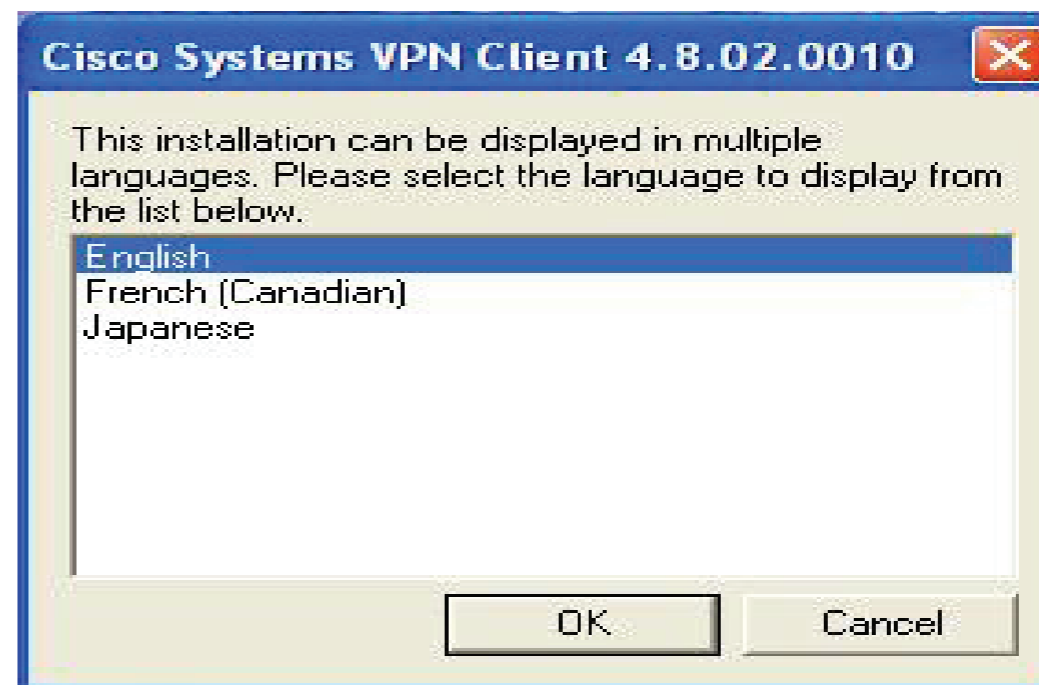 Cisco Systems VPN Client 4.8.02.0010
This installation can be displayed in multiple
languages. Please select the language to display from
the list below.
English
French (Canadian)
Japanese
OK
Cancel